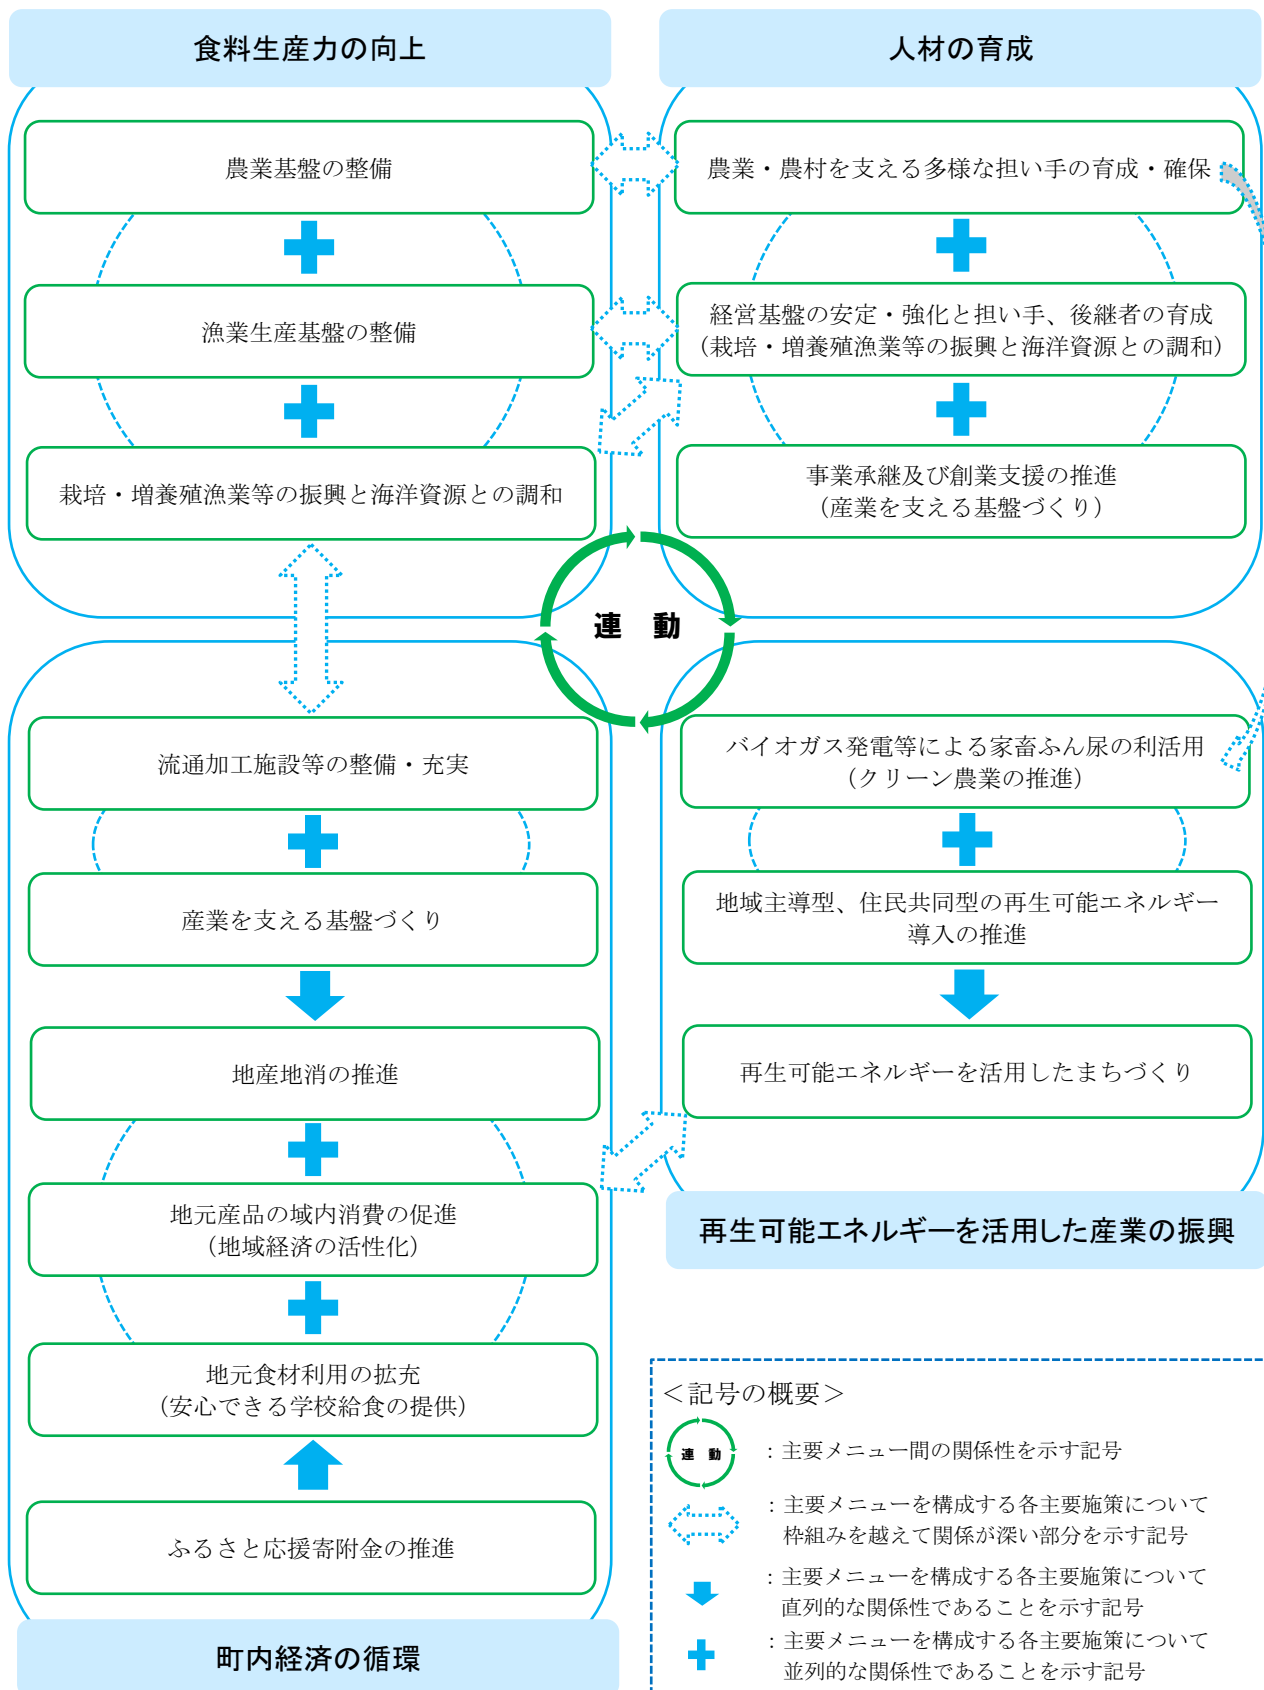 食料生産力の向上
農業基盤の整備
漁業生産基盤の整備
栽培・増養殖漁業等の振興と海洋資源との調和
人材の育成
農業・農村を支える多様な担い手の育成・確保
経営基盤の安定・強化と担い手、後継者の育成
（栽培・増養殖漁業等の振興と海洋資源との調和）
事業承継及び創業支援の推進
（産業を支える基盤づくり）
連 動
流通加工施設等の整備・充実
産業を支える基盤づくり
地産地消の推進
地元産品の域内消費の促進
（地域経済の活性化）
地元食材利用の拡充
（安心できる学校給食の提供）
ふるさと応援寄附金の推進
町内経済の循環
バイオガス発電等による家畜ふん尿の利活用
（クリーン農業の推進）
地域主導型、住民共同型の再生可能エネルギー
導入の推進
再生可能エネルギーを活用したまちづくり
再生可能エネルギーを活用した産業の振興
＜記号の概要＞
連 動
：主要メニュー間の関係性を示す記号
：主要メニューを構成する各主要施策について
枠組みを越えて関係が深い部分を示す記号
：主要メニューを構成する各主要施策について
直列的な関係性であることを示す記号
：主要メニューを構成する各主要施策について
並列的な関係性であることを示す記号